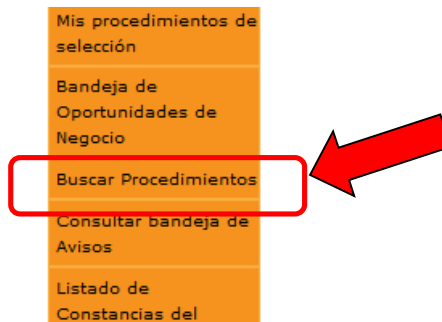 Mis procedimientos de
selección
Bandeja de
Oportunidades de
Negocio
Buscar Procedimientos
Consultar bandeja de
Avisos
Listado de
Constancias del